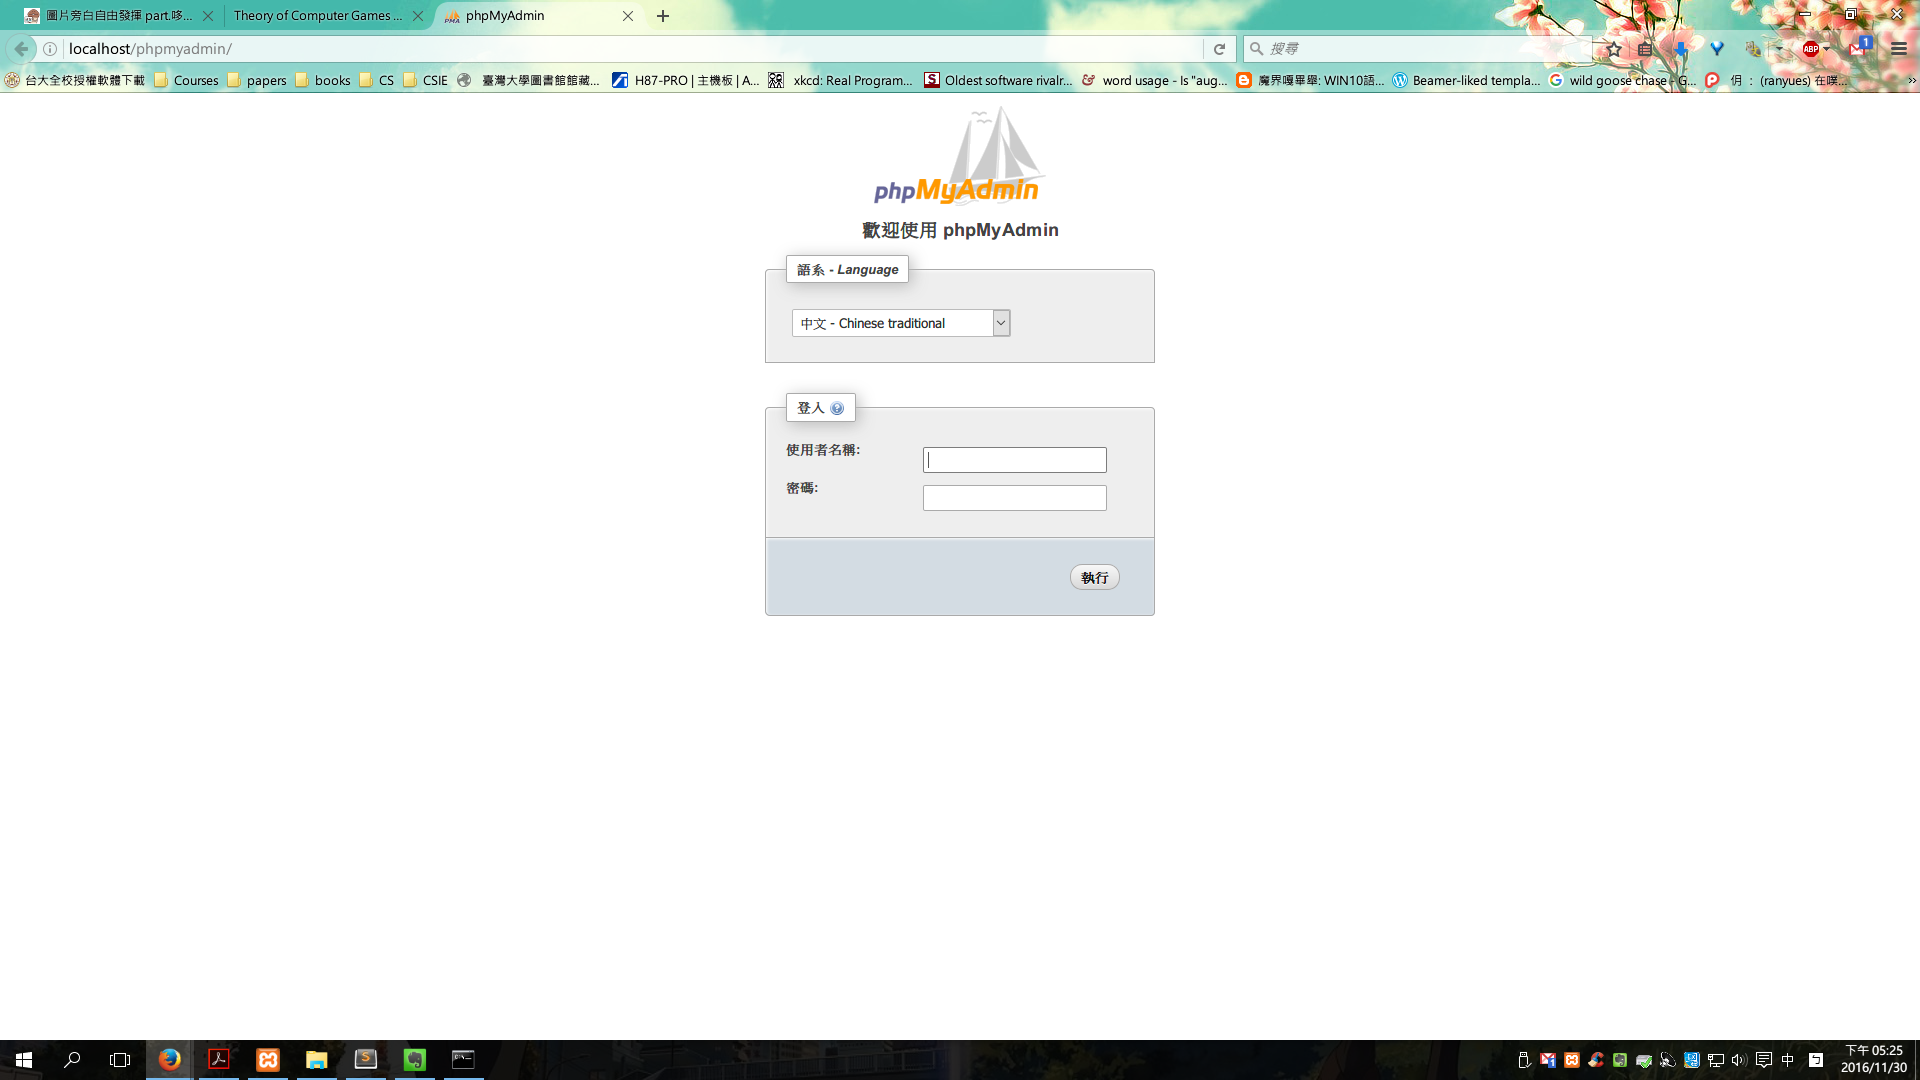 圖片旁白自由發揮 part.哆...
Theory of Computer Games ...
phpMyAdmin
localhost/phpmyadmin/
搜尋
ABP
1
台大全校授權軟體下載
Courses
papers
books
CS
CSIE
臺灣大學圖書館館藏...
H87-PRO | 主機板 | A...
xkcd: Real Program...
Oldest software rivalr...
word usage - Is "aug...
魔界嘎畢舉: WIN10語...
Beamer-liked templa...
wild goose chase - G...
(ranyues) 在噗...
phpMyAdmin
歡迎使用 phpMyAdmin
語系 - Language
中文 - Chinese traditional
登入
使用者名稱:
密碼:
執行
中
下午 05:25
2016/11/30